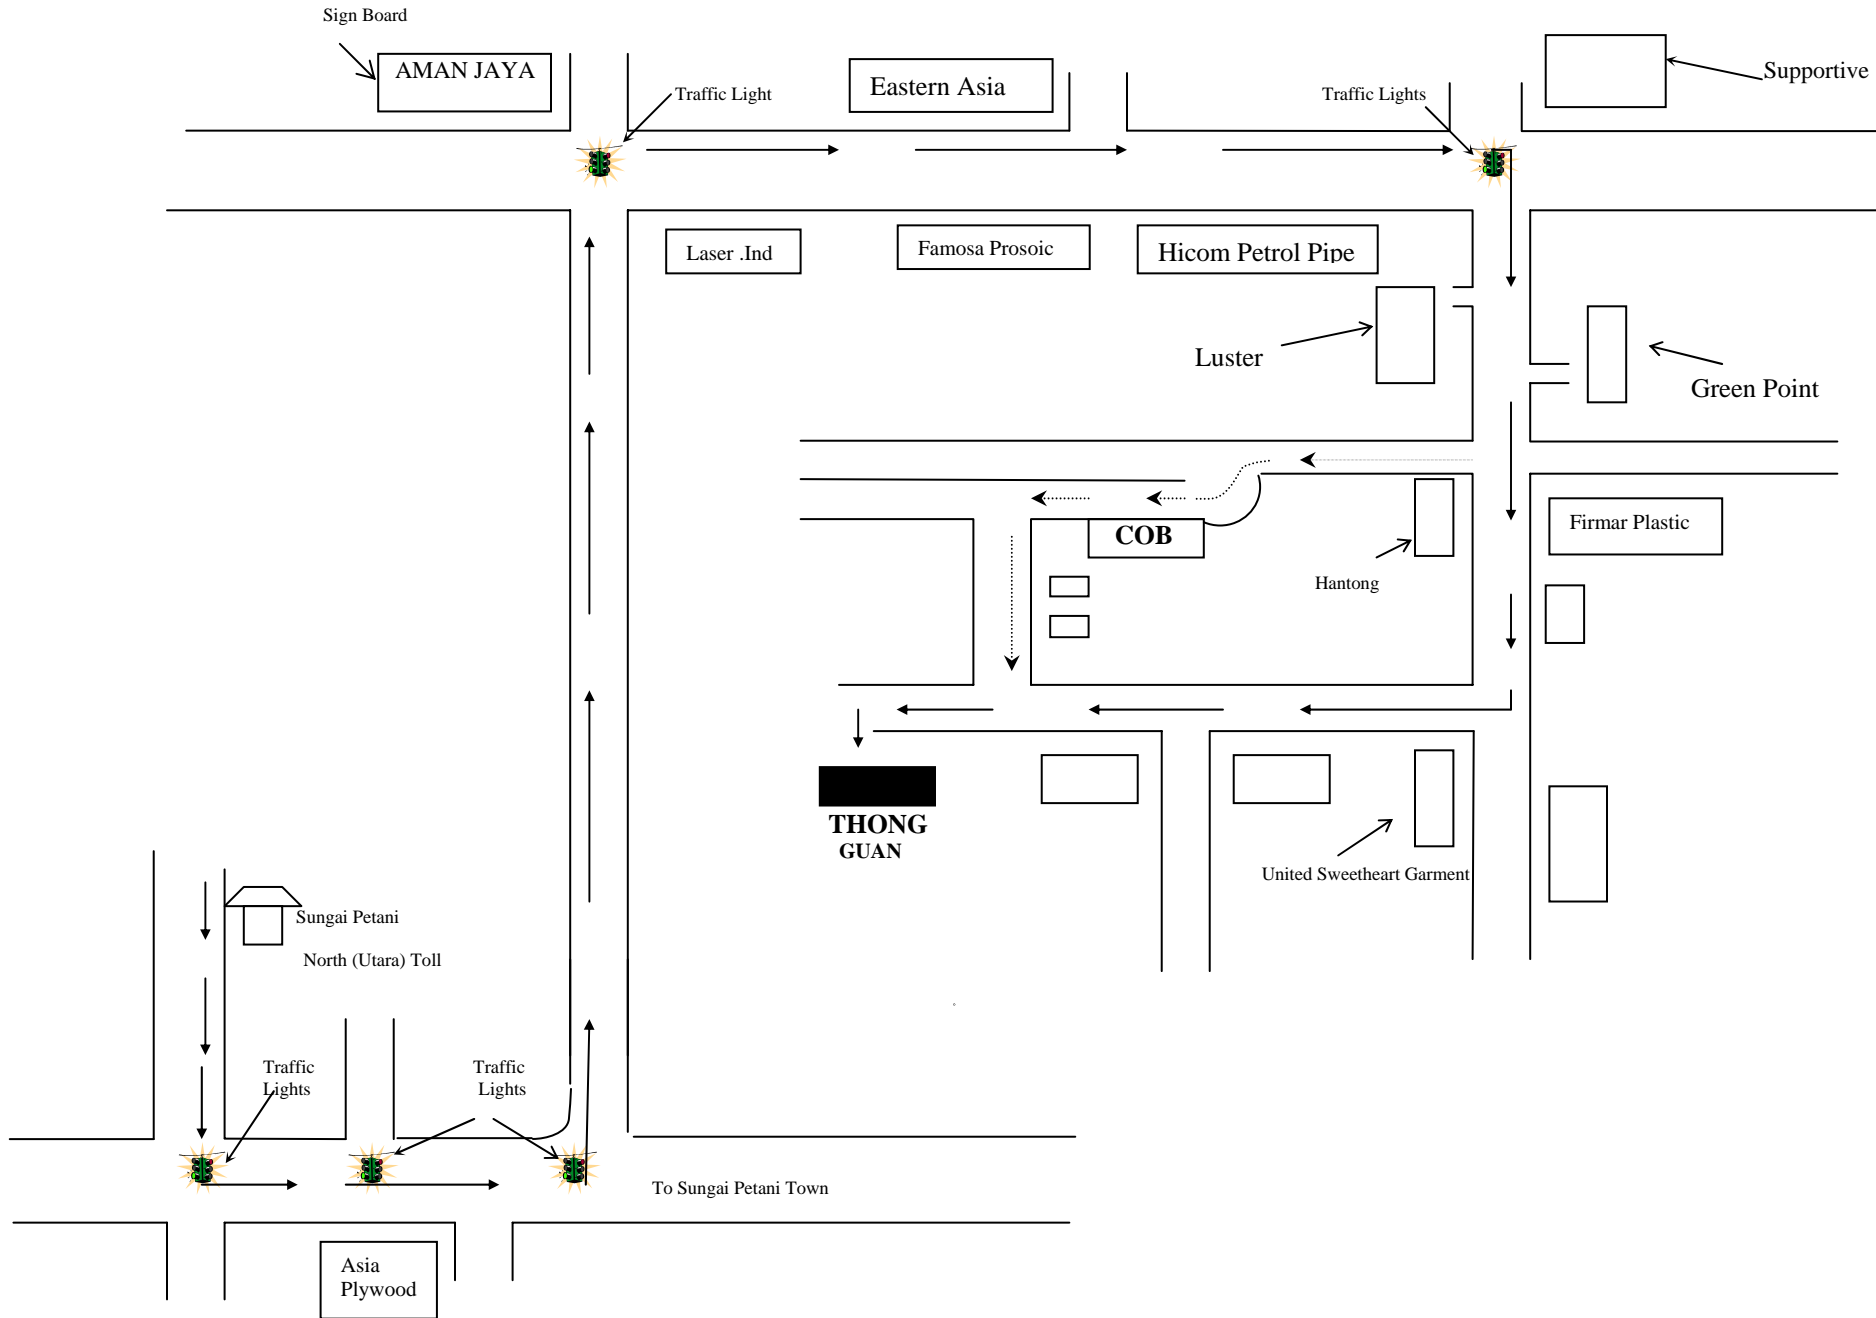 Sign Board
AMAN JAYA
Traffic Light
Eastern Asia
Traffic Lights
Supportive
Laser .Ind
Famosa Prosoic
Hicom Petrol Pipe
Luster
Green Point
COB
Firmar Plastic
Hantong
THONG
GUAN
United Sweetheart Garment
Sungai Petani
North (Utara) Toll
Traffic
Lights
Traffic
Lights
To Sungai Petani Town
Asia
Plywood